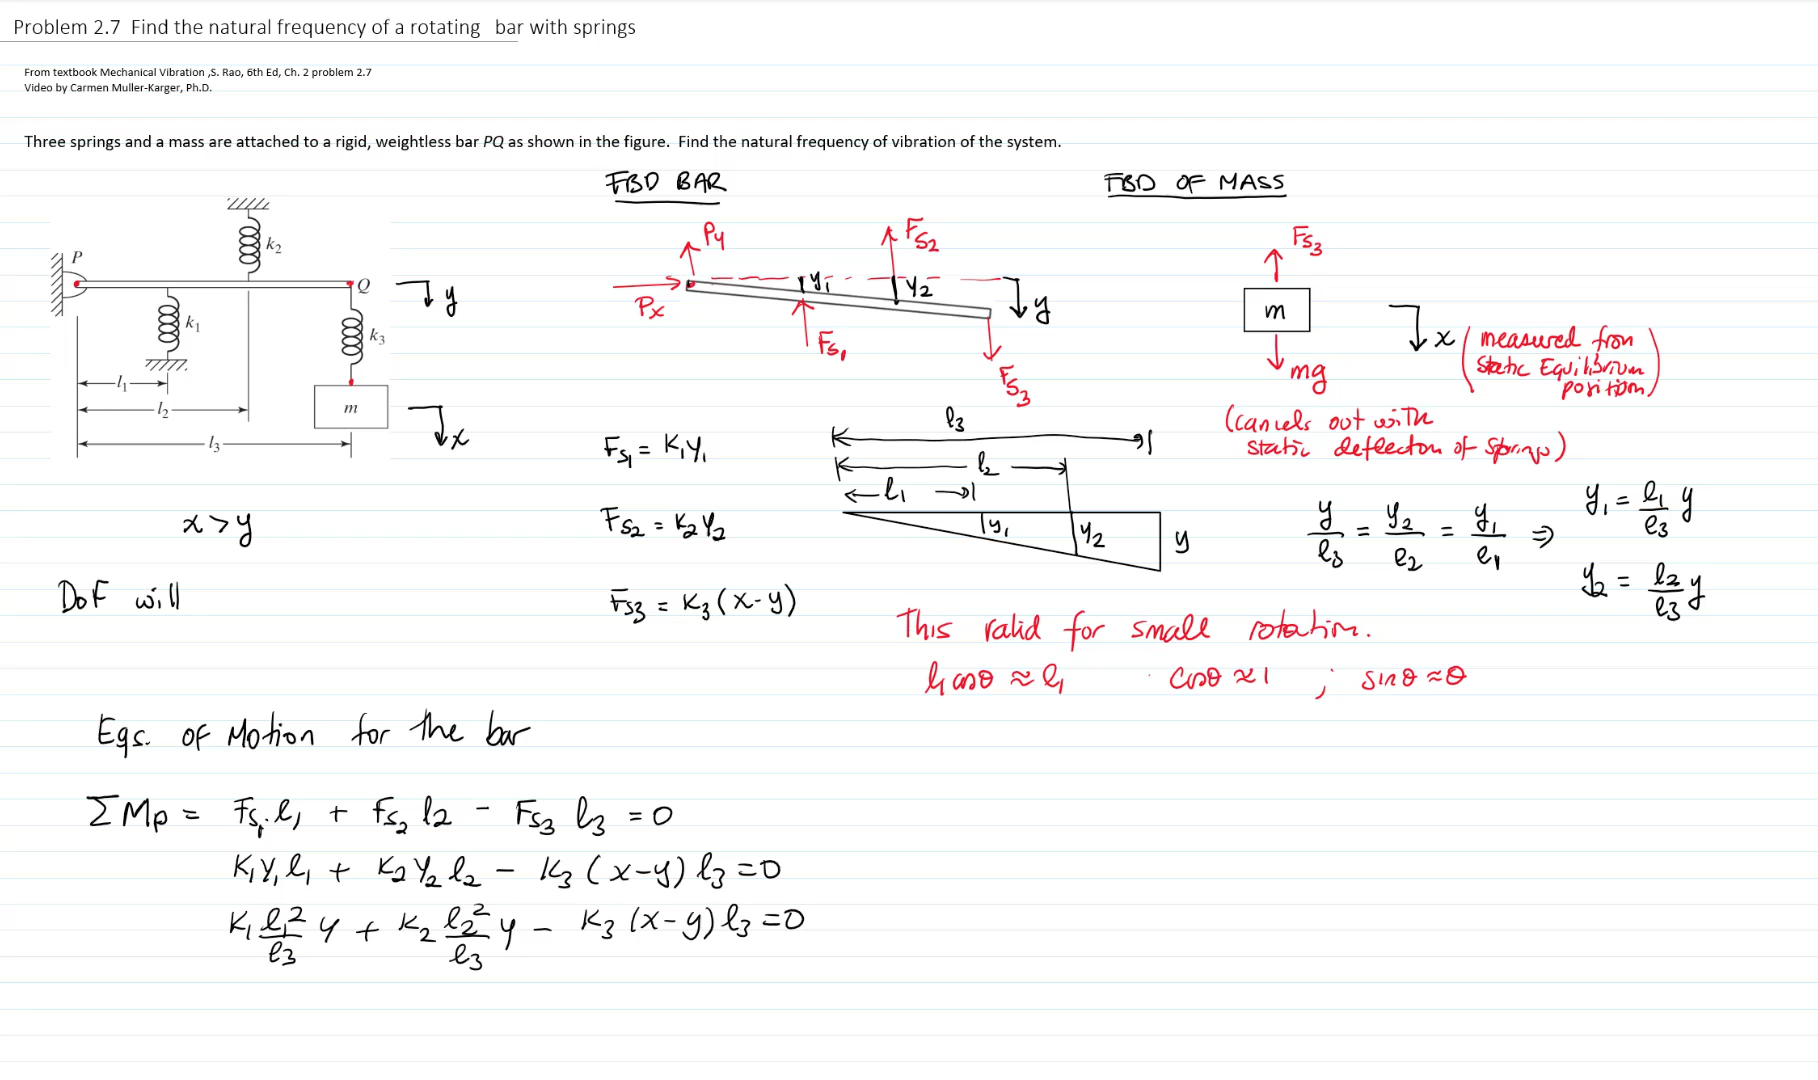 Problem 2.7 Find the natural frequency of a rotating bar with springs
From textbook Mechanical Vibration ,S. Rao, 6th Ed, Ch. 2 problem 2.7
Video by Carmen Muller-Karger, Ph.D.
Three springs and a mass are attached to a rigid, weightless bar PQ as shown in the figure. Find the natural frequency of vibration of the system.
FBD BAR
FBD OF MASS
P
k₂
Q
y
k₁
k₃
l₁
l₂
m
x
l₃
Py
Fs₂
Px
y₁
y₂
y
Fs₁
Fs₃
Fs₃
m
mg
x (measured from
static Equilibrium
position)
(cancels out with
static deflecton of springs)
x > y
DoF will
Fs₁ = K₁y₁
Fs₂ = K₂y₂
Fs₃ = K₃(x-y)
l₃
l₂
l₁
y₁
y₂
y
y/l₃ = y₂/l₂ = y₁/l₁ ⇒
y₁ = l₁/l₃ y
y₂ = l₂/l₃ y
This valid for small rotation.
l₁ cosθ ≈ l₁ cosθ ≈ 1 ; sinθ ≈ θ
Eqs. of Motion for the bar
ΣMp = Fs₁.l₁ + Fs₂ l₂ - Fs₃ l₃ = 0
K₁y₁l₁ + K₂y₂l₂ - K₃(x-y)l₃ = 0
K₁ l₁²/l₃ y + K₂ l₂²/l₃ y - K₃(x-y)l₃ = 0